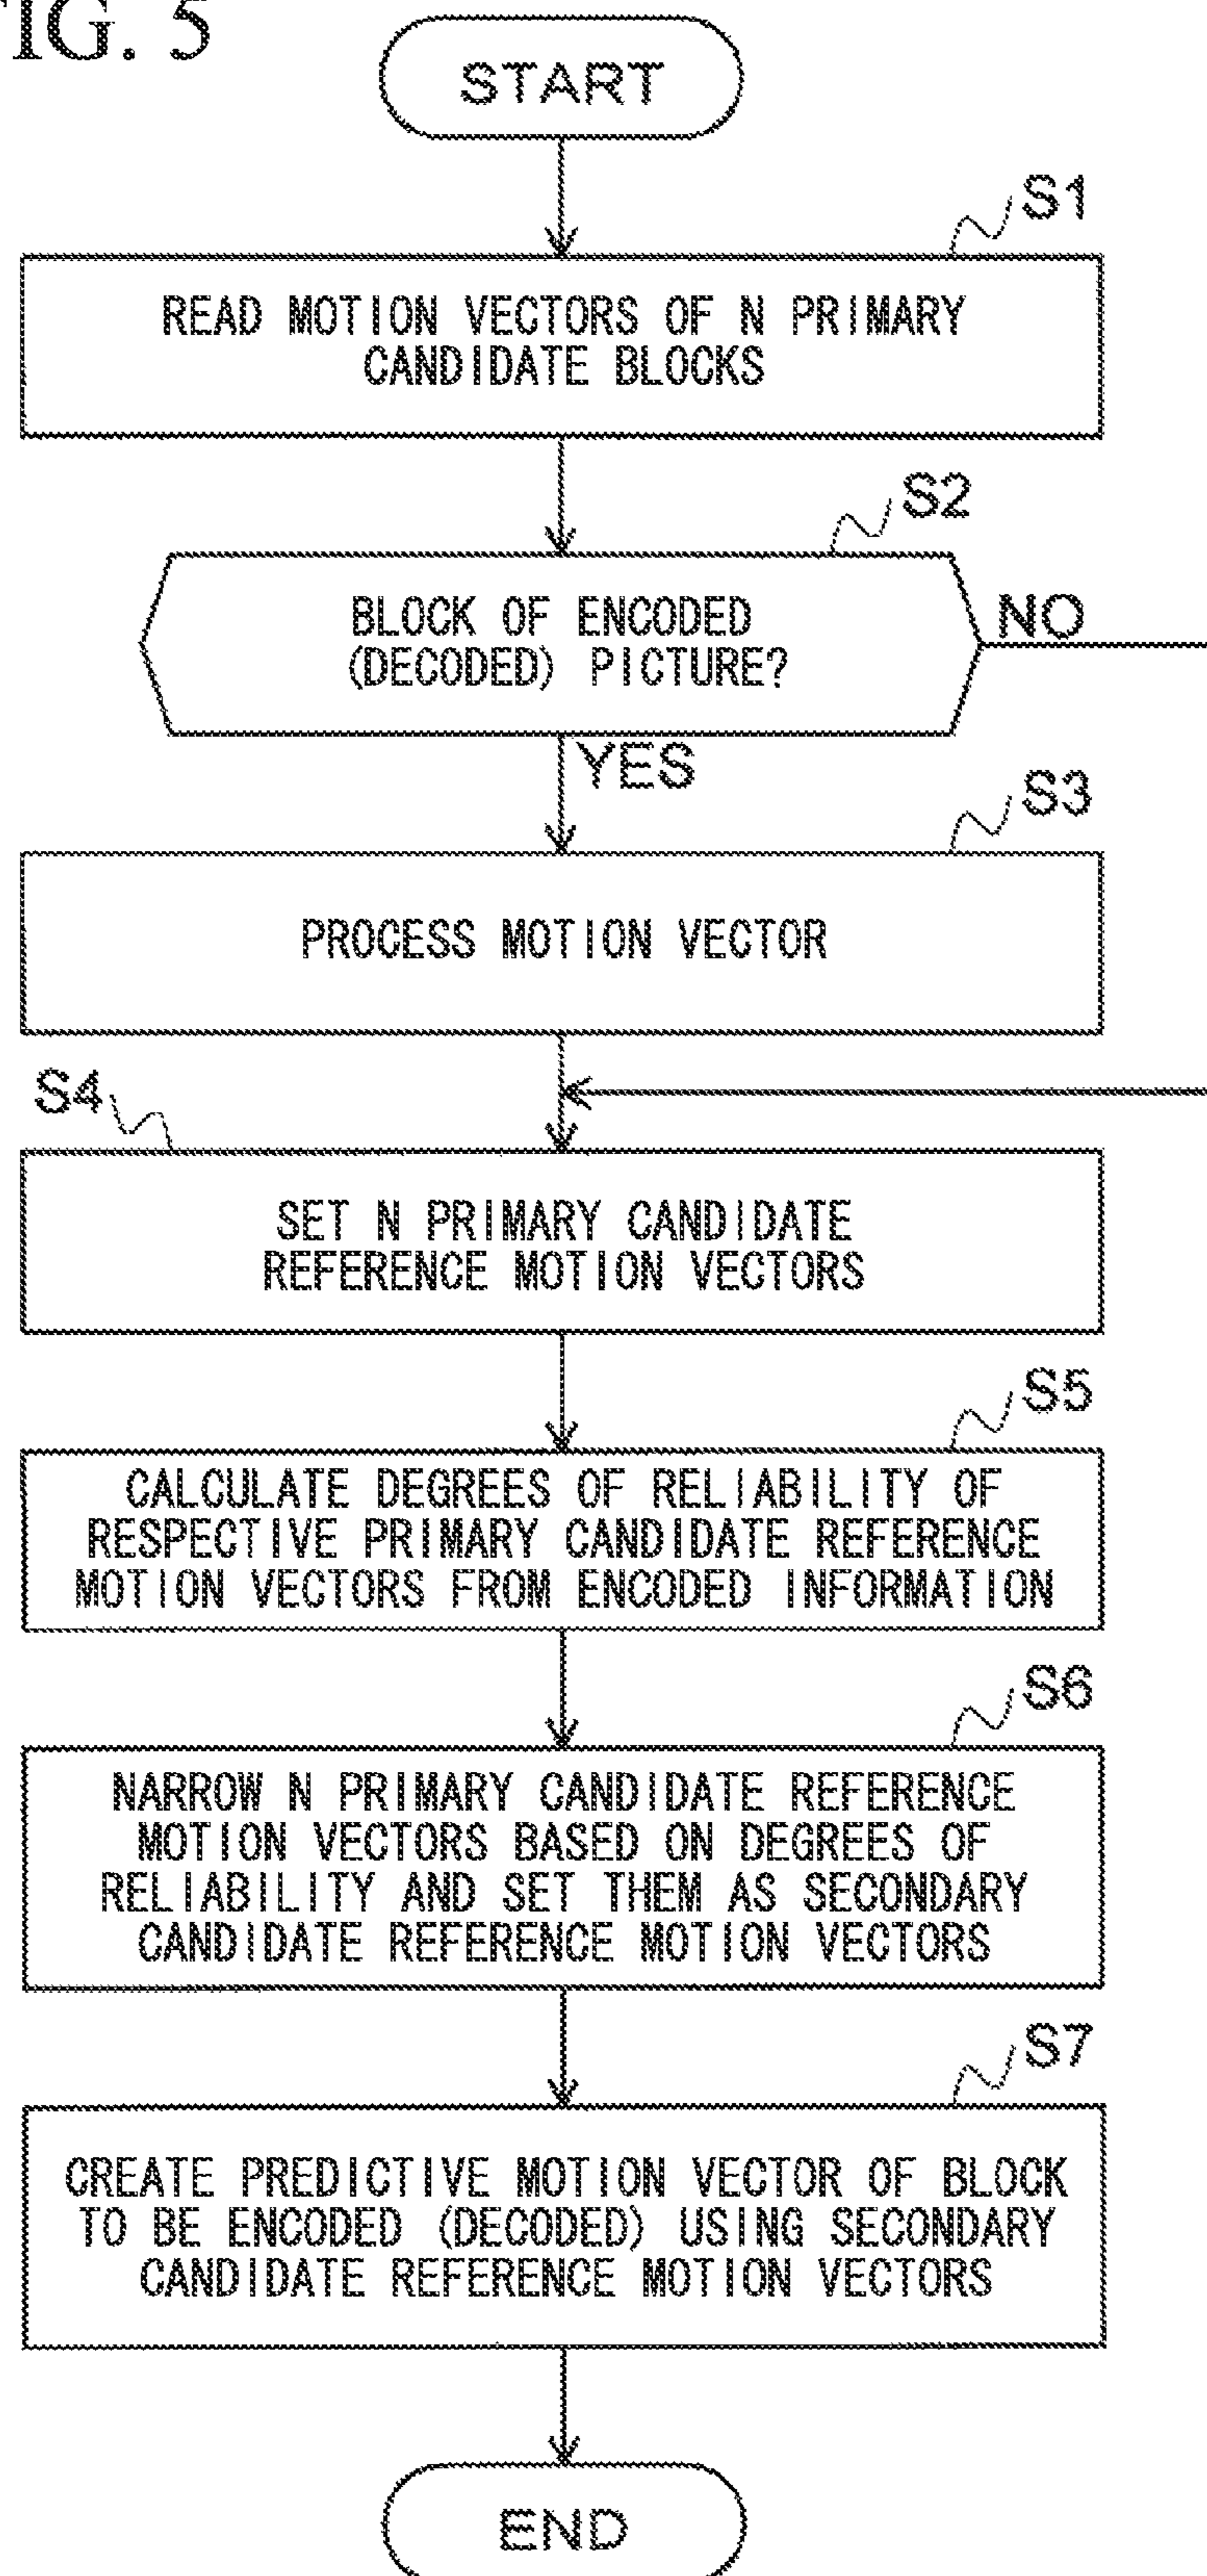 FIG. 5
START
S1
READ MOTION VECTORS OF N PRIMARY
CANDIDATE BLOCKS
S2
BLOCK OF ENCODED
(DECODED) PICTURE?
NO
YES
S3
PROCESS MOTION VECTOR
S4
SET N PRIMARY CANDIDATE
REFERENCE MOTION VECTORS
S5
CALCULATE DEGREES OF RELIABILITY OF
RESPECTIVE PRIMARY CANDIDATE REFERENCE
MOTION VECTORS FROM ENCODED INFORMATION
S6
NARROW N PRIMARY CANDIDATE REFERENCE
MOTION VECTORS BASED ON DEGREES OF
RELIABILITY AND SET THEM AS SECONDARY
CANDIDATE REFERENCE MOTION VECTORS
S7
CREATE PREDICTIVE MOTION VECTOR OF BLOCK
TO BE ENCODED (DECODED) USING SECONDARY
CANDIDATE REFERENCE MOTION VECTORS
END